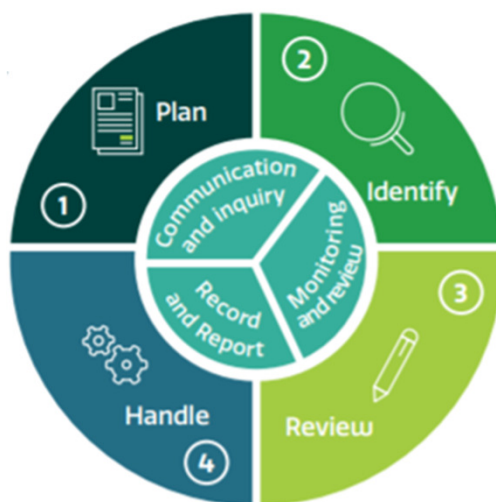 1
Plan
2
Identify
3
Review
4
Handle
Communication
and inquiry
Monitoring
and review
Record
and Report